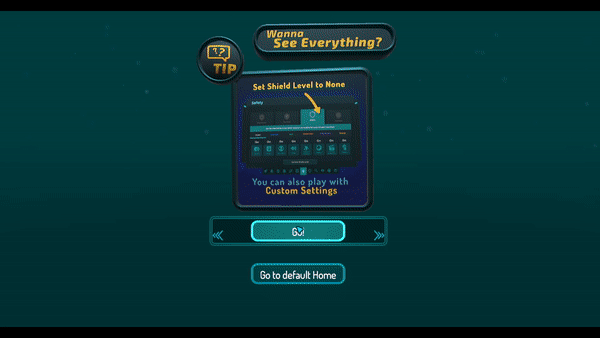 Wanna
See Everything?
TIP
Set Shield Level to None
Safety
You can also play with
Custom Settings
Go!
Go to default Home